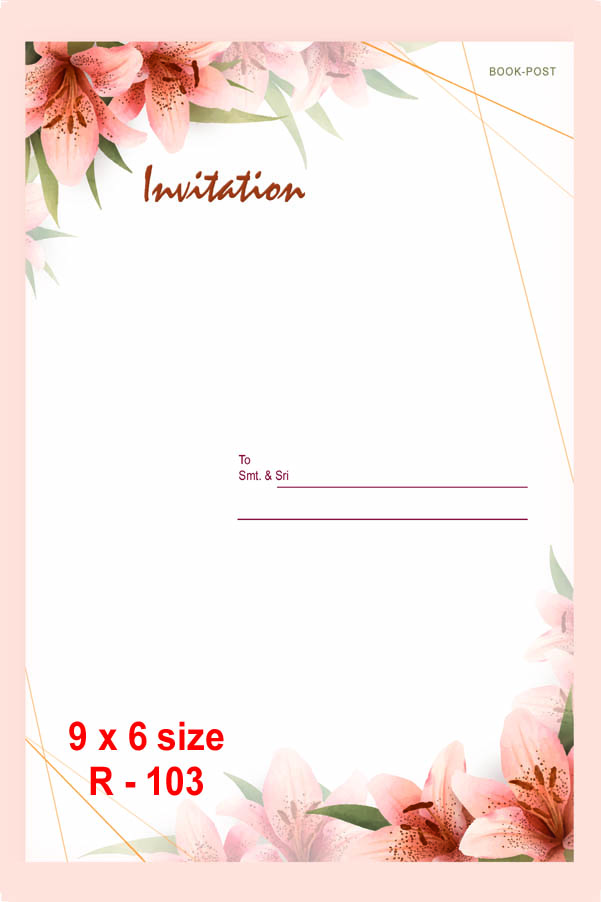 BOOK-POST
Invitation
To
Smt. & Sri
9 x 6 size
R - 103